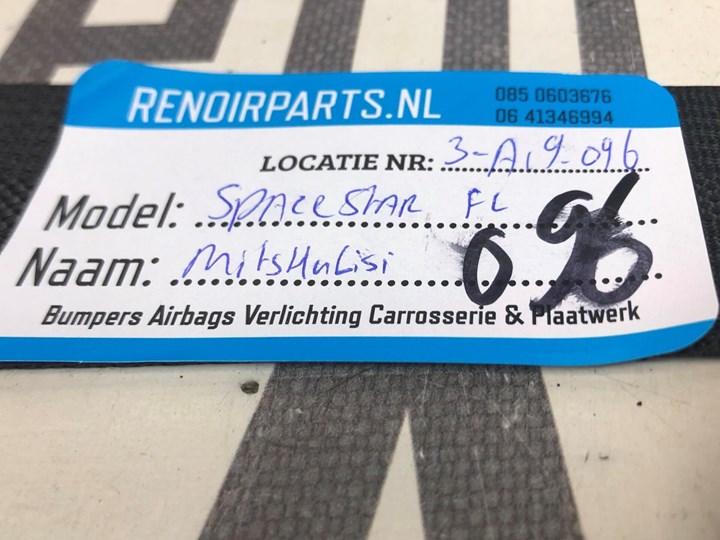 RENOIRPARTS.NL
085 0603676
06 41346994
LOCATIE NR: 3-A19-096
Model: SPACESTAR FL
Naam: MitsHubisi
096
Bumpers Airbags Verlichting Carrosserie & Plaatwerk